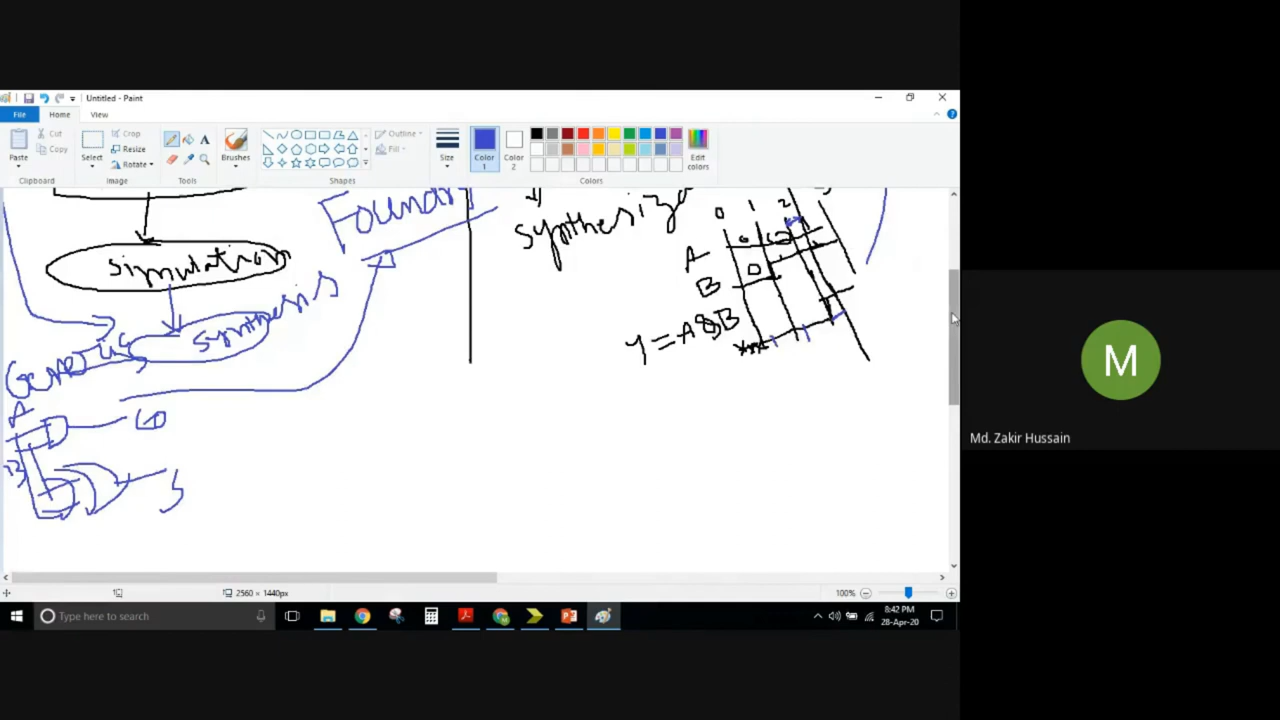 Untitled - Paint
File
Home
View
Paste
Cut
Copy
Clipboard
Select
Crop
Resize
Rotate
Image
Tools
Brushes
Outline
Fill
Shapes
Size
Color 1
Color 2
Edit colors
Colors
simulation
synthesis
A
synthesize
0 1 2
A
B 0
Y=A&B
M
Md. Zakir Hussain
2560 × 1440px
100%
Type here to search
8:42 PM
28-Apr-20